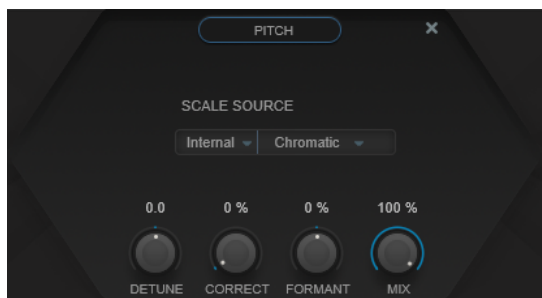 PITCH
SCALE SOURCE
Internal Chromatic
0.0 0 % 0 % 100 %
DETUNE CORRECT FORMANT MIX